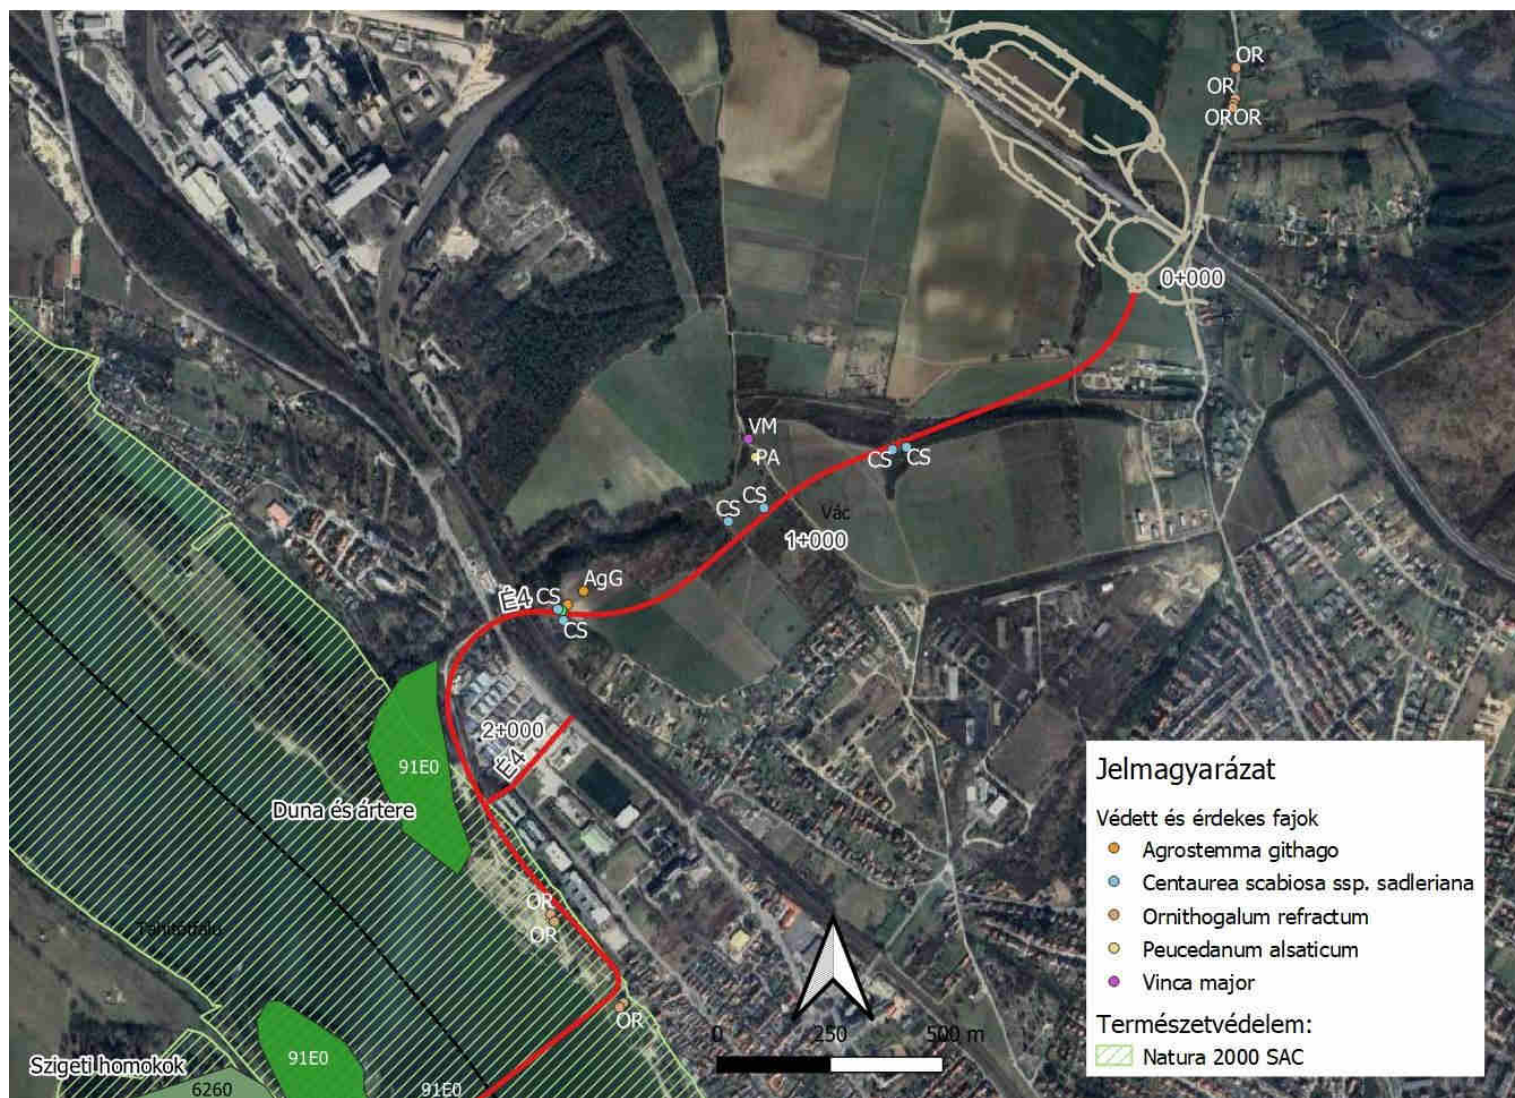 OR
OR
OROR
0+000
VM
PA
CS
CS
CS
CS
Vác
1+000
AgG
CS
É4
CS
2+000
É4
91E0
Duna és ártere
OR
OR
Tahitótfalu
OR
Szigeti homokok
91E0
6260
91E0
0
250
500 m
Jelmagyarázat
Védett és érdekes fajok
Agrostemma githago
Centaurea scabiosa ssp. sadleriana
Ornithogalum refractum
Peucedanum alsaticum
Vinca major
Természetvédelem:
Natura 2000 SAC